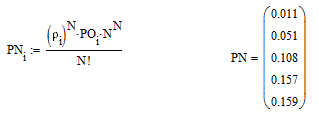 PN_i := (ρ_i)^N·PO_i·N^N / N!
PN = (0.011
0.051
0.108
0.157
0.159)